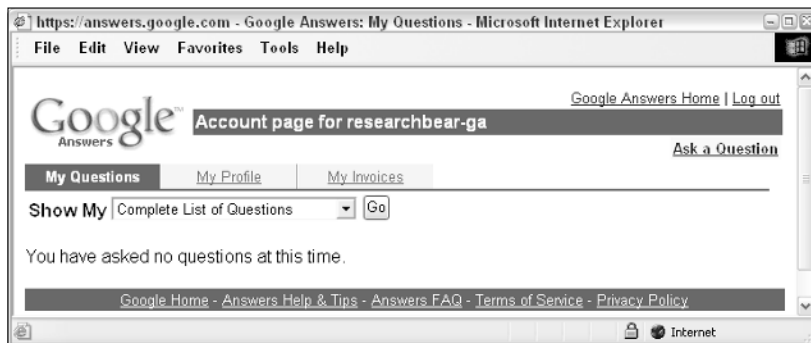 https://answers.google.com - Google Answers: My Questions - Microsoft Internet Explorer
File Edit View Favorites Tools Help
Google Answers Home | Log out
Google™
Answers
Account page for researchbear-ga
Ask a Question
My Questions My Profile My Invoices
Show My Complete List of Questions Go
You have asked no questions at this time.
Google Home - Answers Help & Tips - Answers FAQ - Terms of Service - Privacy Policy
Internet